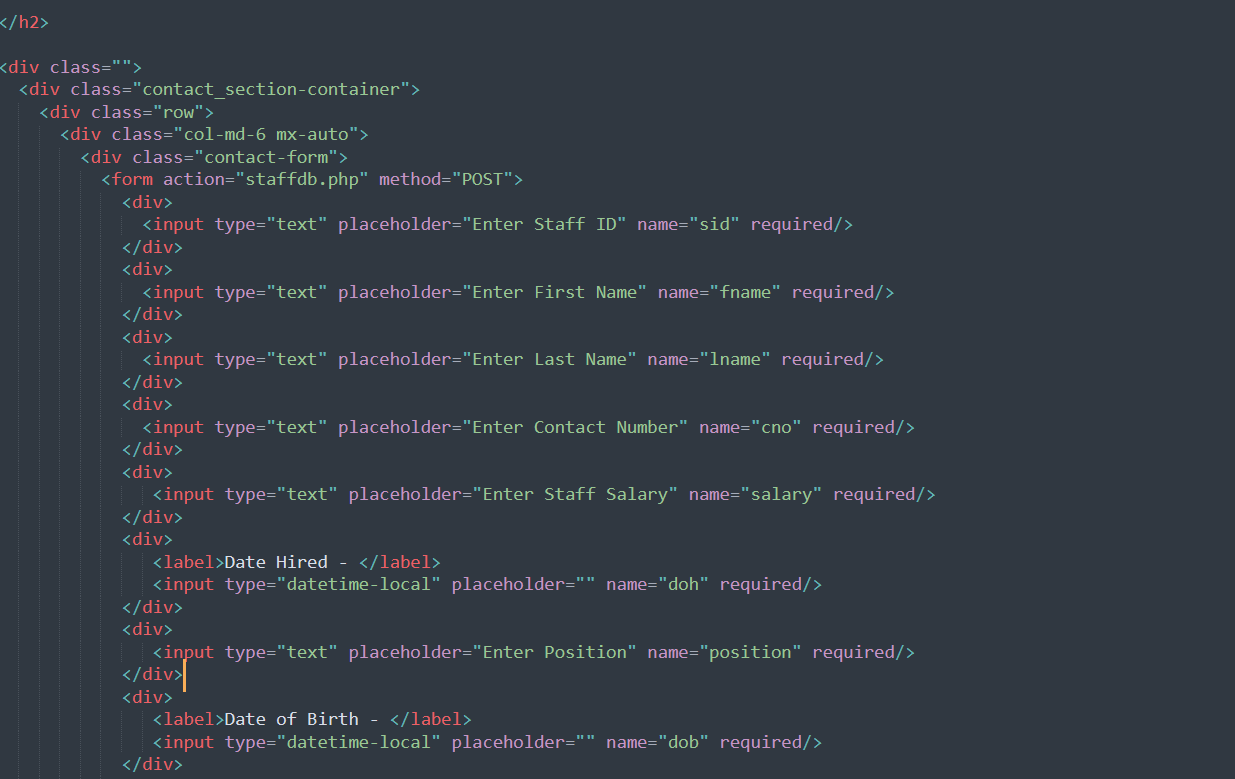 </h2>
<div class="">
<div class="contact_section-container">
<div class="row">
<div class="col-md-6 mx-auto">
<div class="contact-form">
<form action="staffdb.php" method="POST">
<div>
<input type="text" placeholder="Enter Staff ID" name="sid" required/>
</div>
<div>
<input type="text" placeholder="Enter First Name" name="fname" required/>
</div>
<div>
<input type="text" placeholder="Enter Last Name" name="lname" required/>
</div>
<div>
<input type="text" placeholder="Enter Contact Number" name="cno" required/>
</div>
<div>
<input type="text" placeholder="Enter Staff Salary" name="salary" required/>
</div>
<div>
<label>Date Hired - </label>
<input type="datetime-local" placeholder="" name="doh" required/>
</div>
<div>
<input type="text" placeholder="Enter Position" name="position" required/>
</div>
<div>
<label>Date of Birth - </label>
<input type="datetime-local" placeholder="" name="dob" required/>
</div>